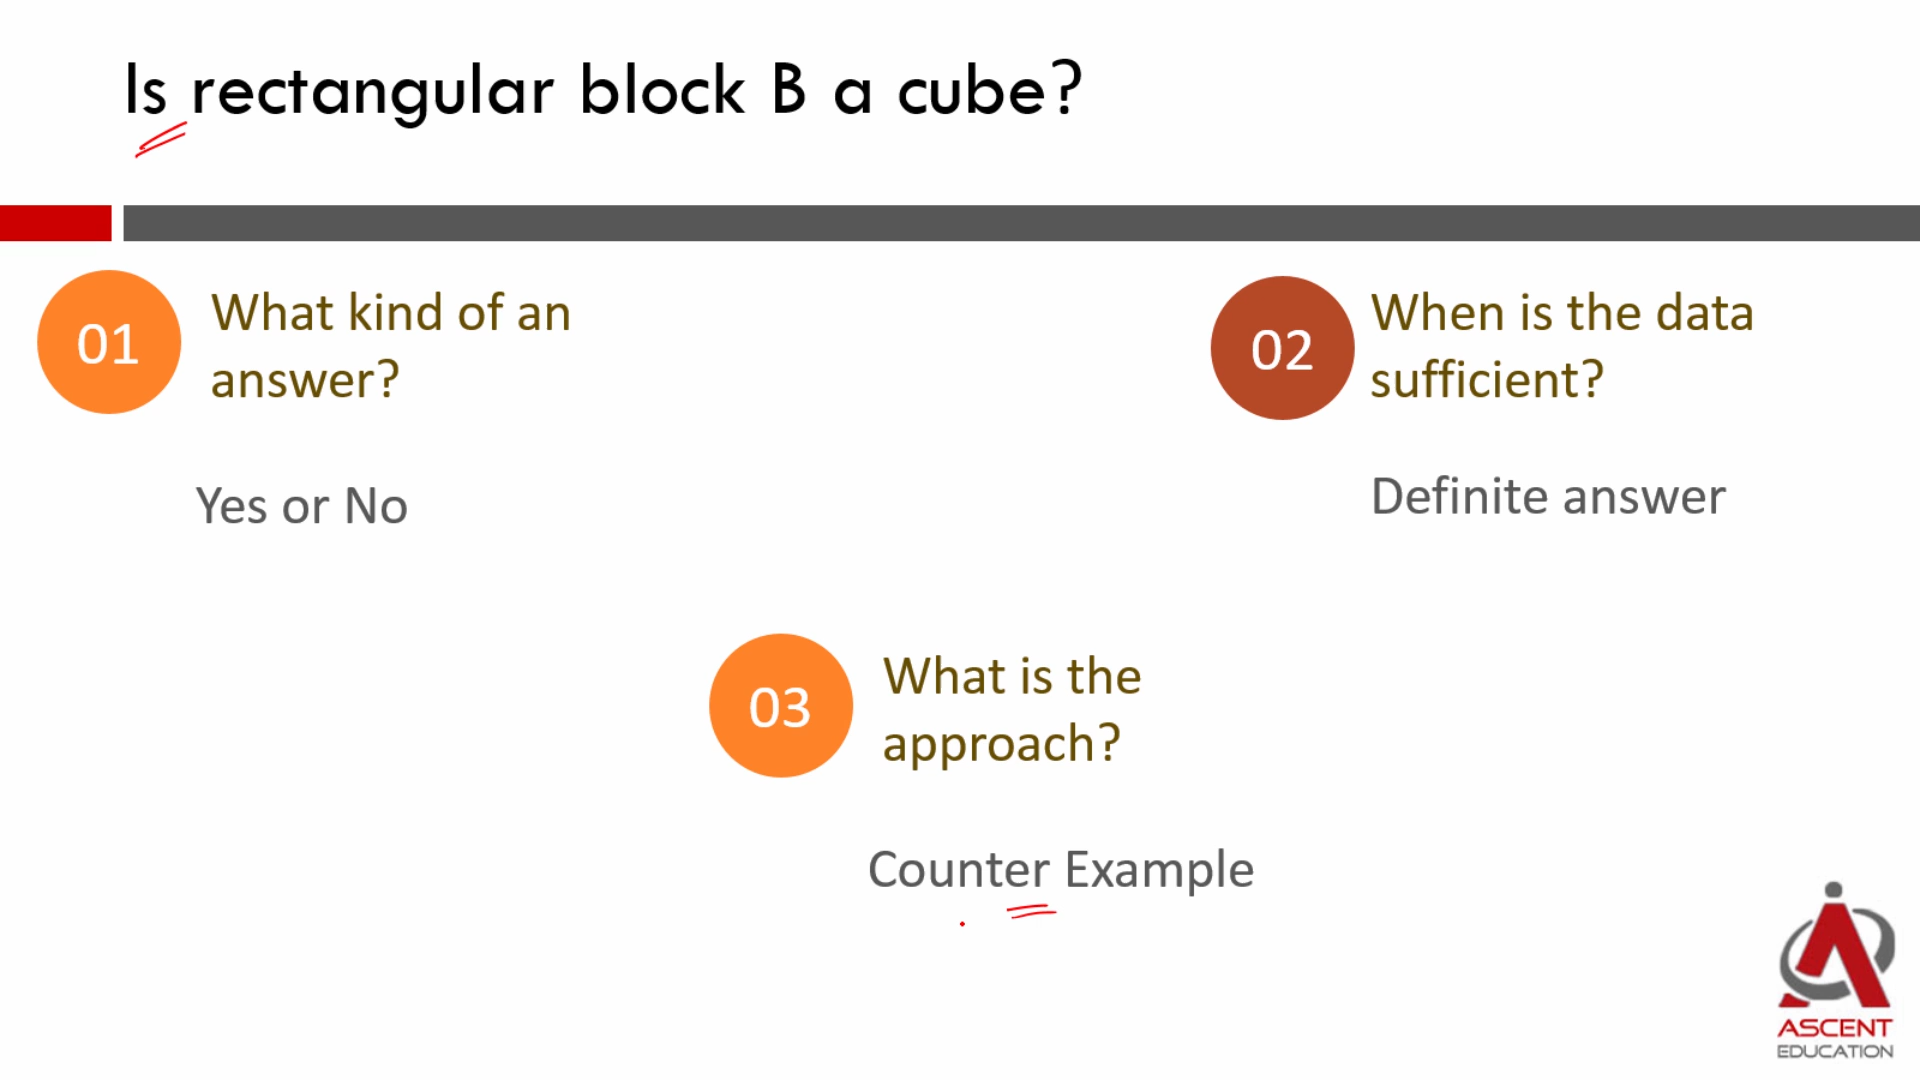 Is rectangular block B a cube?
01
What kind of an
answer?
Yes or No
02
When is the data
sufficient?
Definite answer
03
What is the
approach?
Counter Example
ASCENT
EDUCATION